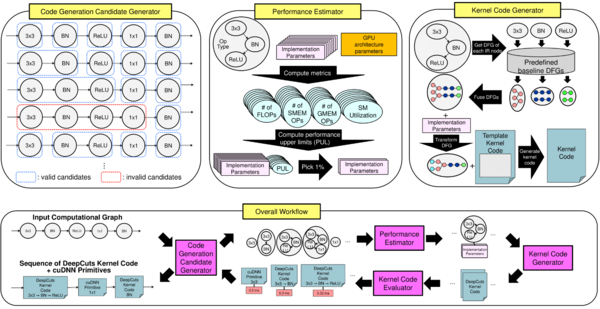 Code Generation Candidate Generator
3x3 BN ReLU 1x1 BN
3x3 BN ReLU 1x1 BN
3x3 BN ReLU 1x1 BN
3x3 BN ReLU 1x1 BN
3x3 BN ReLU 1x1 BN
: valid candidates : invalid candidates
Performance Estimator
3x3
Op
Type
BN
ReLU
Implementation
Parameters
GPU
architecture
parameters
Compute metrics
# of
FLOPs
# of
SMEM
OPs
# of
GMEM
OPs
SM
Utilization
Compute performance
upper limits (PUL)
Implementation
Parameters
PUL
Pick 1%
Implementation
Parameters
Kernel Code Generator
3x3
BN
ReLU
Get DFG of
each IR node
3x3 BN ReLU
Predefined
baseline DFGs
Fuse DFGs
+
Implementation
Parameters
Transform
DFG
+
Template
Kernel
Code
Generate
kernel
code
Kernel
Code
Overall Workflow
Input Computational Graph
3x3 BN ReLU 1x1 BN
Sequence of DeepCuts Kernel Code
+ cuDNN Primitives
DeepCuts
Kernel
Code
3x3 → BN → ReLU
cuDNN
Primitive
1x1
DeepCuts
Kernel
Code
BN
Code
Generation
Candidate
Generator
Performance
Estimator
Implementation
Parameters
Kernel Code
Generator
DeepCuts
Kernel
Code
Kernel Code
Evaluator
cuDNN
Primitive
3x3
DeepCuts
Kernel
Code
3x3 → BN
DeepCuts
Kernel
Code
3x3 → BN → ReLU